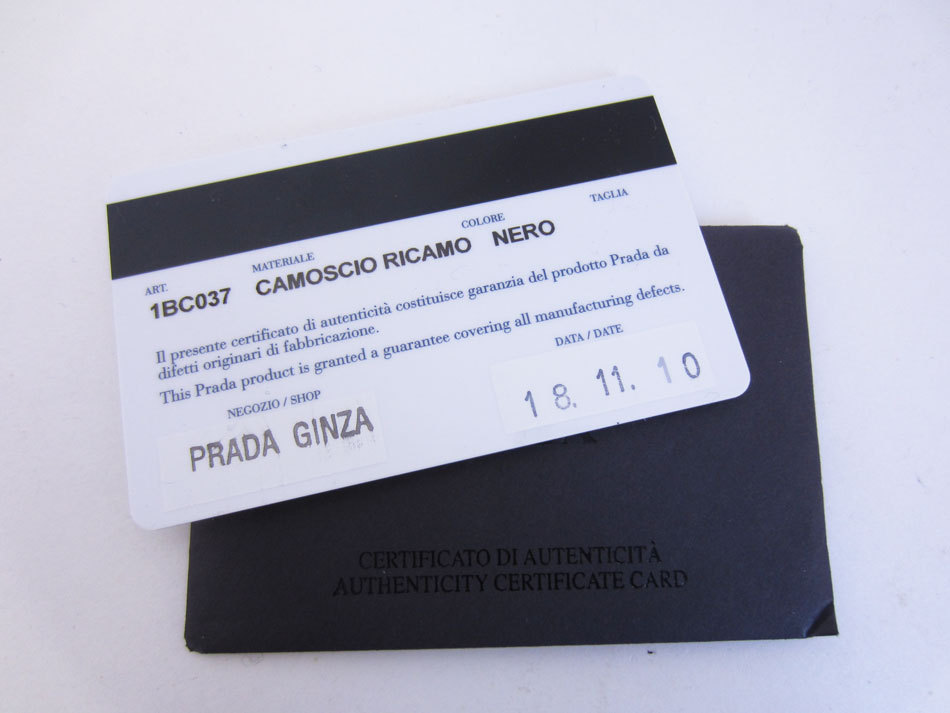 ART. MATERIALE COLORE TAGLIA
1BC037 CAMOSCIO RICAMO NERO
Il presente certificato di autenticità costituisce garanzia del prodotto Prada da
difetti originari di fabbricazione.
This Prada product is granted a guarantee covering all manufacturing defects.
NEGOZIO / SHOP
PRADA GINZA
DATA / DATE
18. 11. 10
CERTIFICATO DI AUTENTICITÀ
AUTHENTICITY CERTIFICATE CARD